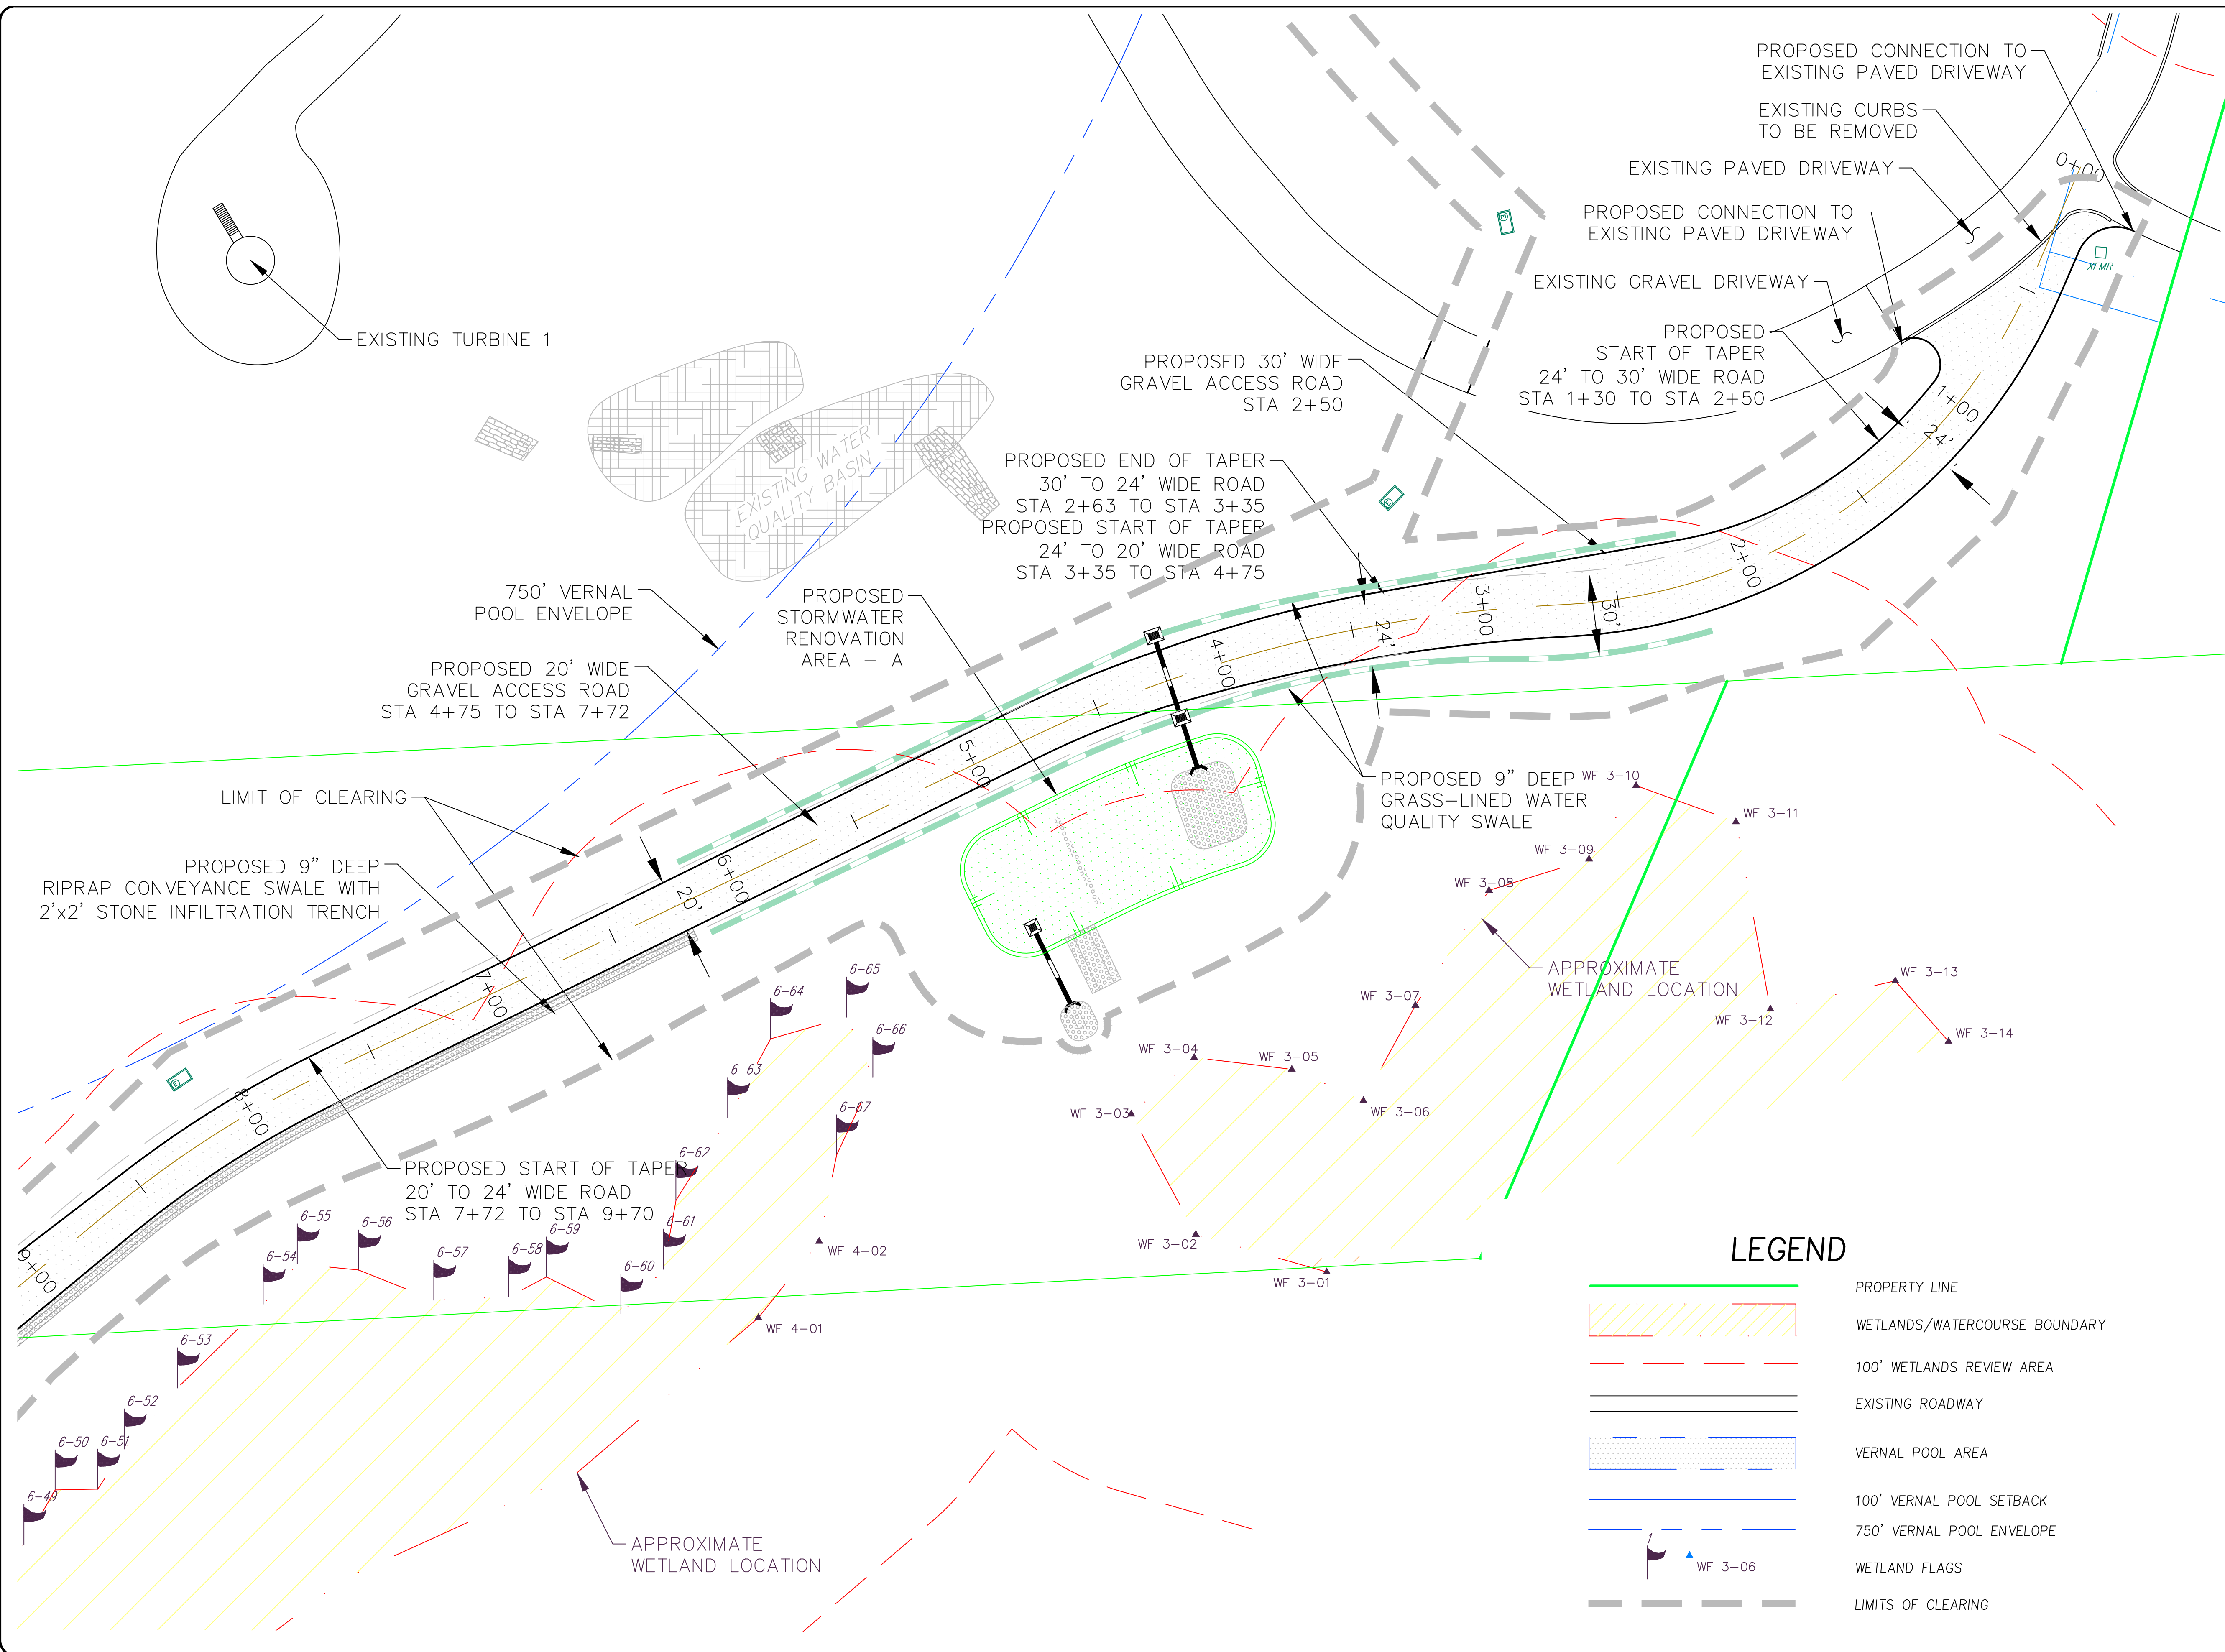 PROPOSED CONNECTION TO
EXISTING PAVED DRIVEWAY
EXISTING CURBS
TO BE REMOVED
EXISTING PAVED DRIVEWAY
PROPOSED CONNECTION TO
EXISTING PAVED DRIVEWAY
EXISTING GRAVEL DRIVEWAY
PROPOSED
START OF TAPER
24' TO 30' WIDE ROAD
STA 1+30 TO STA 2+50
0+00
XFMR
1+00
24'
EXISTING TURBINE 1
PROPOSED 30' WIDE
GRAVEL ACCESS ROAD
STA 2+50
EXISTING WATER
QUALITY BASIN
PROPOSED END OF TAPER
30' TO 24' WIDE ROAD
STA 2+63 TO STA 3+35
PROPOSED START OF TAPER
24' TO 20' WIDE ROAD
STA 3+35 TO STA 4+75
2+00
30'
3+00
24'
4+00
750' VERNAL
POOL ENVELOPE
PROPOSED
STORMWATER
RENOVATION
AREA – A
PROPOSED 20' WIDE
GRAVEL ACCESS ROAD
STA 4+75 TO STA 7+72
5+00
LIMIT OF CLEARING
PROPOSED 9" DEEP
GRASS–LINED WATER
QUALITY SWALE
PROPOSED 9" DEEP
RIPRAP CONVEYANCE SWALE WITH
2'x2' STONE INFILTRATION TRENCH
6+00
20'
7+00
8+00
9+00
PROPOSED START OF TAPER
20' TO 24' WIDE ROAD
STA 7+72 TO STA 9+70
WF 3-10
WF 3-11
WF 3-09
WF 3-08
APPROXIMATE
WETLAND LOCATION
WF 3-07
WF 3-12
WF 3-13
WF 3-14
WF 3-04
WF 3-05
WF 3-03
WF 3-06
WF 3-02
WF 3-01
6-65
6-64
6-66
6-63
6-67
6-62
6-61
6-60
6-59
6-58
6-57
6-56
6-55
6-54
6-53
6-52
6-51
6-50
6-49
WF 4-02
WF 4-01
APPROXIMATE
WETLAND LOCATION
LEGEND
PROPERTY LINE
WETLANDS/WATERCOURSE BOUNDARY
100' WETLANDS REVIEW AREA
EXISTING ROADWAY
VERNAL POOL AREA
100' VERNAL POOL SETBACK
750' VERNAL POOL ENVELOPE
1
WF 3-06
WETLAND FLAGS
LIMITS OF CLEARING